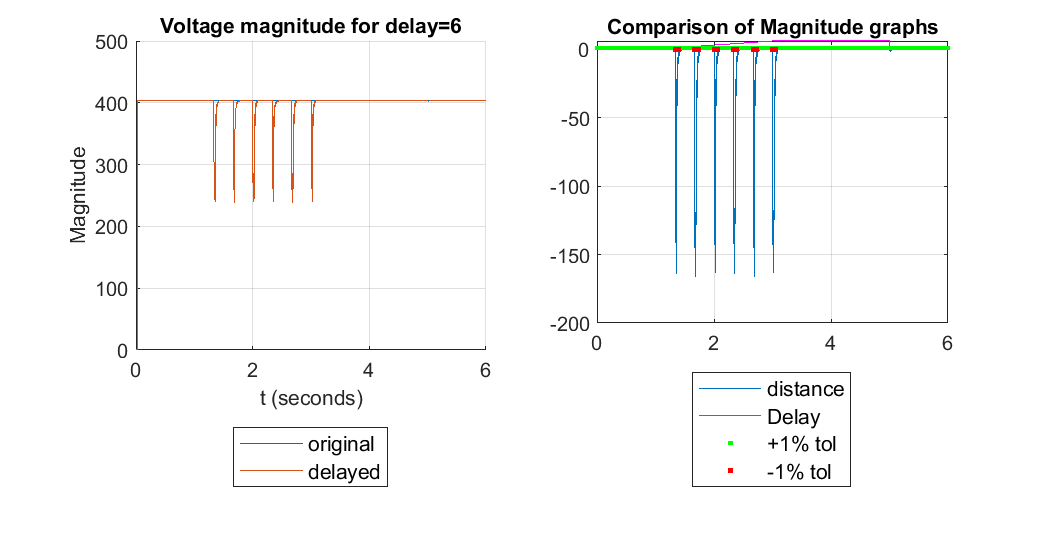 Voltage magnitude for delay=6
500
400
300
200
100
0
Magnitude
0 2 4 6
t (seconds)
original
delayed
Comparison of Magnitude graphs
0
-50
-100
-150
-200
0 2 4 6
distance
Delay
+1% tol
-1% tol